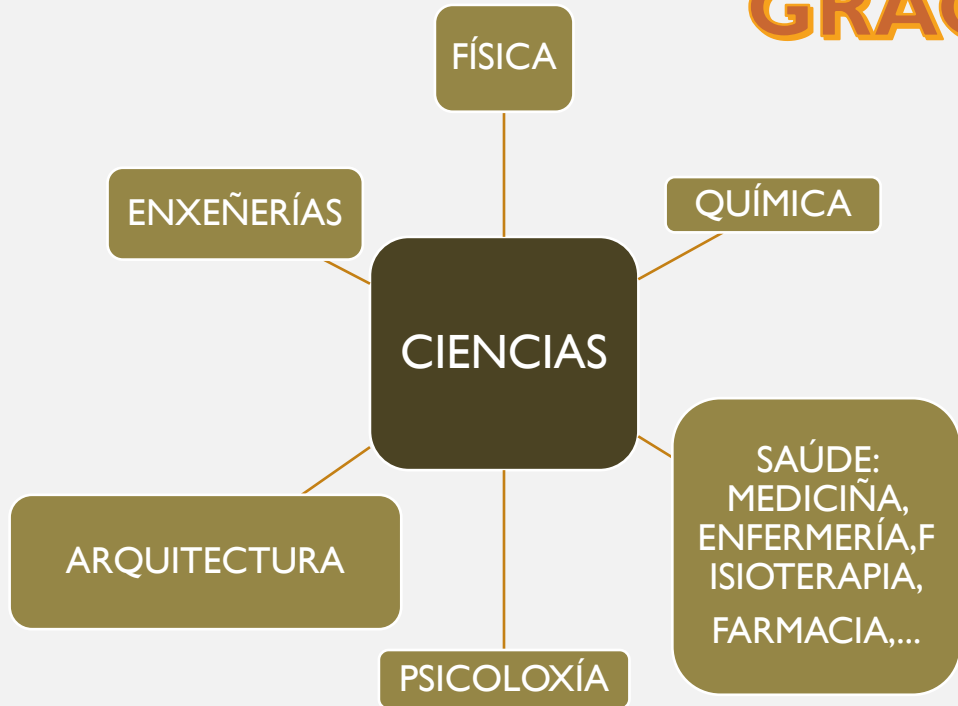 FÍSICA
ENXEÑERÍAS
QUÍMICA
CIENCIAS
SAÚDE:
MEDICIÑA,
ENFERMERÍA,F
ISIOTERAPIA,
FARMACIA,...
ARQUITECTURA
PSICOLOXÍA